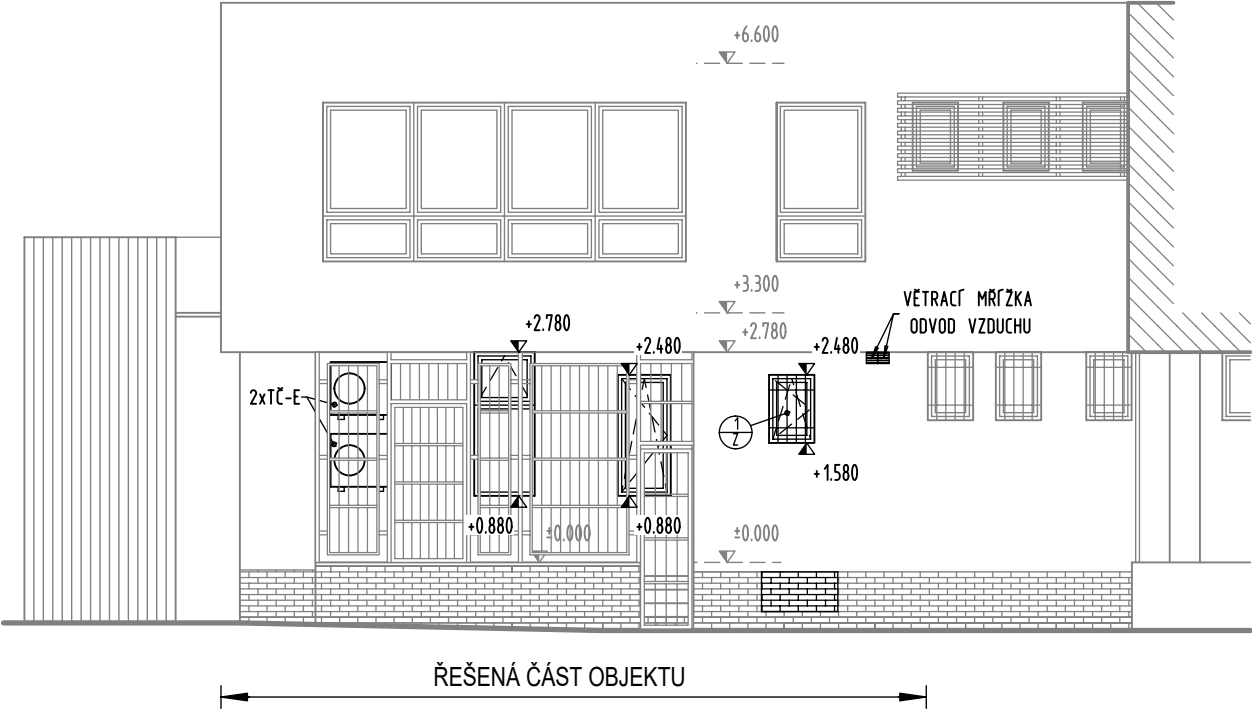 +6.600
+3.300
VĚTRACÍ MŘÍŽKA
ODVOD VZDUCHU
+2.780
+2.780
+2.480
+2.480
2xTČ-E
1
Z
+1.580
+0.880
+0.880
±0.000
±0.000
ŘEŠENÁ ČÁST OBJEKTU